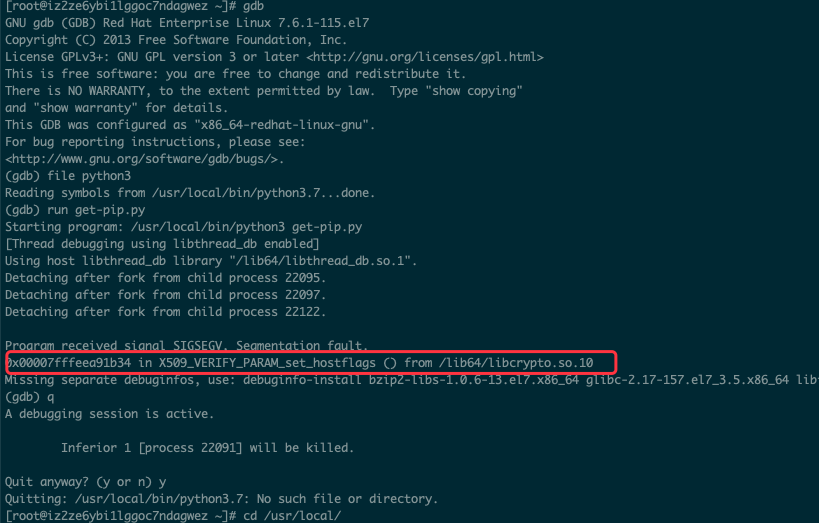 [root@iz2ze6ybi1lggoc7ndagwez ~]# gdb
GNU gdb (GDB) Red Hat Enterprise Linux 7.6.1-115.el7
Copyright (C) 2013 Free Software Foundation, Inc.
License GPLv3+: GNU GPL version 3 or later <http://gnu.org/licenses/gpl.html>
This is free software: you are free to change and redistribute it.
There is NO WARRANTY, to the extent permitted by law.  Type "show copying"
and "show warranty" for details.
This GDB was configured as "x86_64-redhat-linux-gnu".
For bug reporting instructions, please see:
<http://www.gnu.org/software/gdb/bugs/>.
(gdb) file python3
Reading symbols from /usr/local/bin/python3.7...done.
(gdb) run get-pip.py
Starting program: /usr/local/bin/python3 get-pip.py
[Thread debugging using libthread_db enabled]
Using host libthread_db library "/lib64/libthread_db.so.1".
Detaching after fork from child process 22095.
Detaching after fork from child process 22097.
Detaching after fork from child process 22122.
Program received signal SIGSEGV, Segmentation fault.
0x00007fffeea91b34 in X509_VERIFY_PARAM_set_hostflags () from /lib64/libcrypto.so.10
Missing separate debuginfos, use: debuginfo-install bzip2-libs-1.0.6-13.el7.x86_64 glibc-2.17-157.el7_3.5.x86_64 lib
(gdb) q
A debugging session is active.
Inferior 1 [process 22091] will be killed.
Quit anyway? (y or n) y
Quitting: /usr/local/bin/python3.7: No such file or directory.
[root@iz2ze6ybi1lggoc7ndagwez ~]# cd /usr/local/